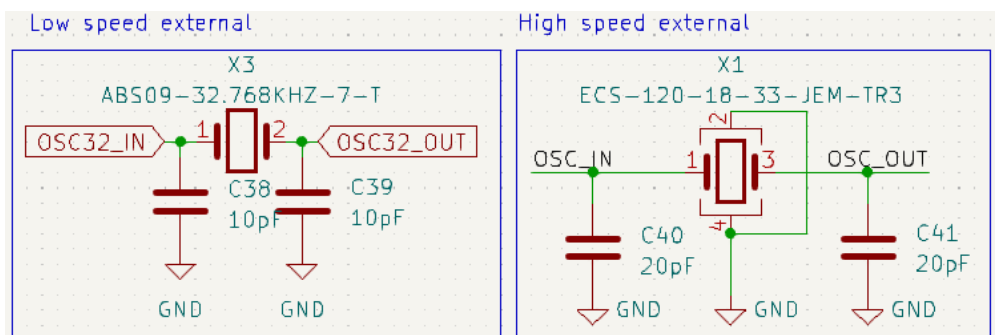 Low speed external
X3
ABS09-32.768KHZ-7-T
OSC32_IN
1
2
OSC32_OUT
C38
10pF
C39
10pF
GND
GND
High speed external
X1
ECS-120-18-33-JEM-TR3
2
OSC_IN
1
3
OSC_OUT
4
C40
20pF
C41
20pF
GND
GND
GND